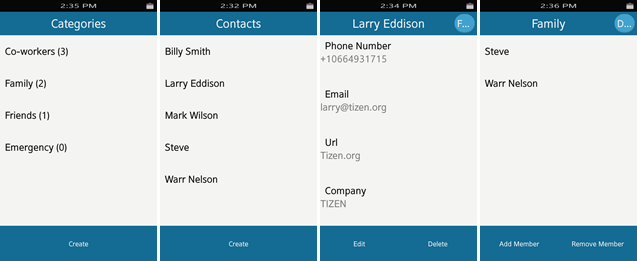 2:35 PM
Categories
Co-workers (3)
Family (2)
Friends (1)
Emergency (0)
Create
2:32 PM
Contacts
Billy Smith
Larry Eddison
Mark Wilson
Steve
Warr Nelson
Create
2:34 PM
Larry Eddison
F...
Phone Number
+10664931715
Email
larry@tizen.org
Url
Tizen.org
Company
TIZEN
Edit Delete
2:36 PM
Family
D...
Steve
Warr Nelson
Add Member Remove Member